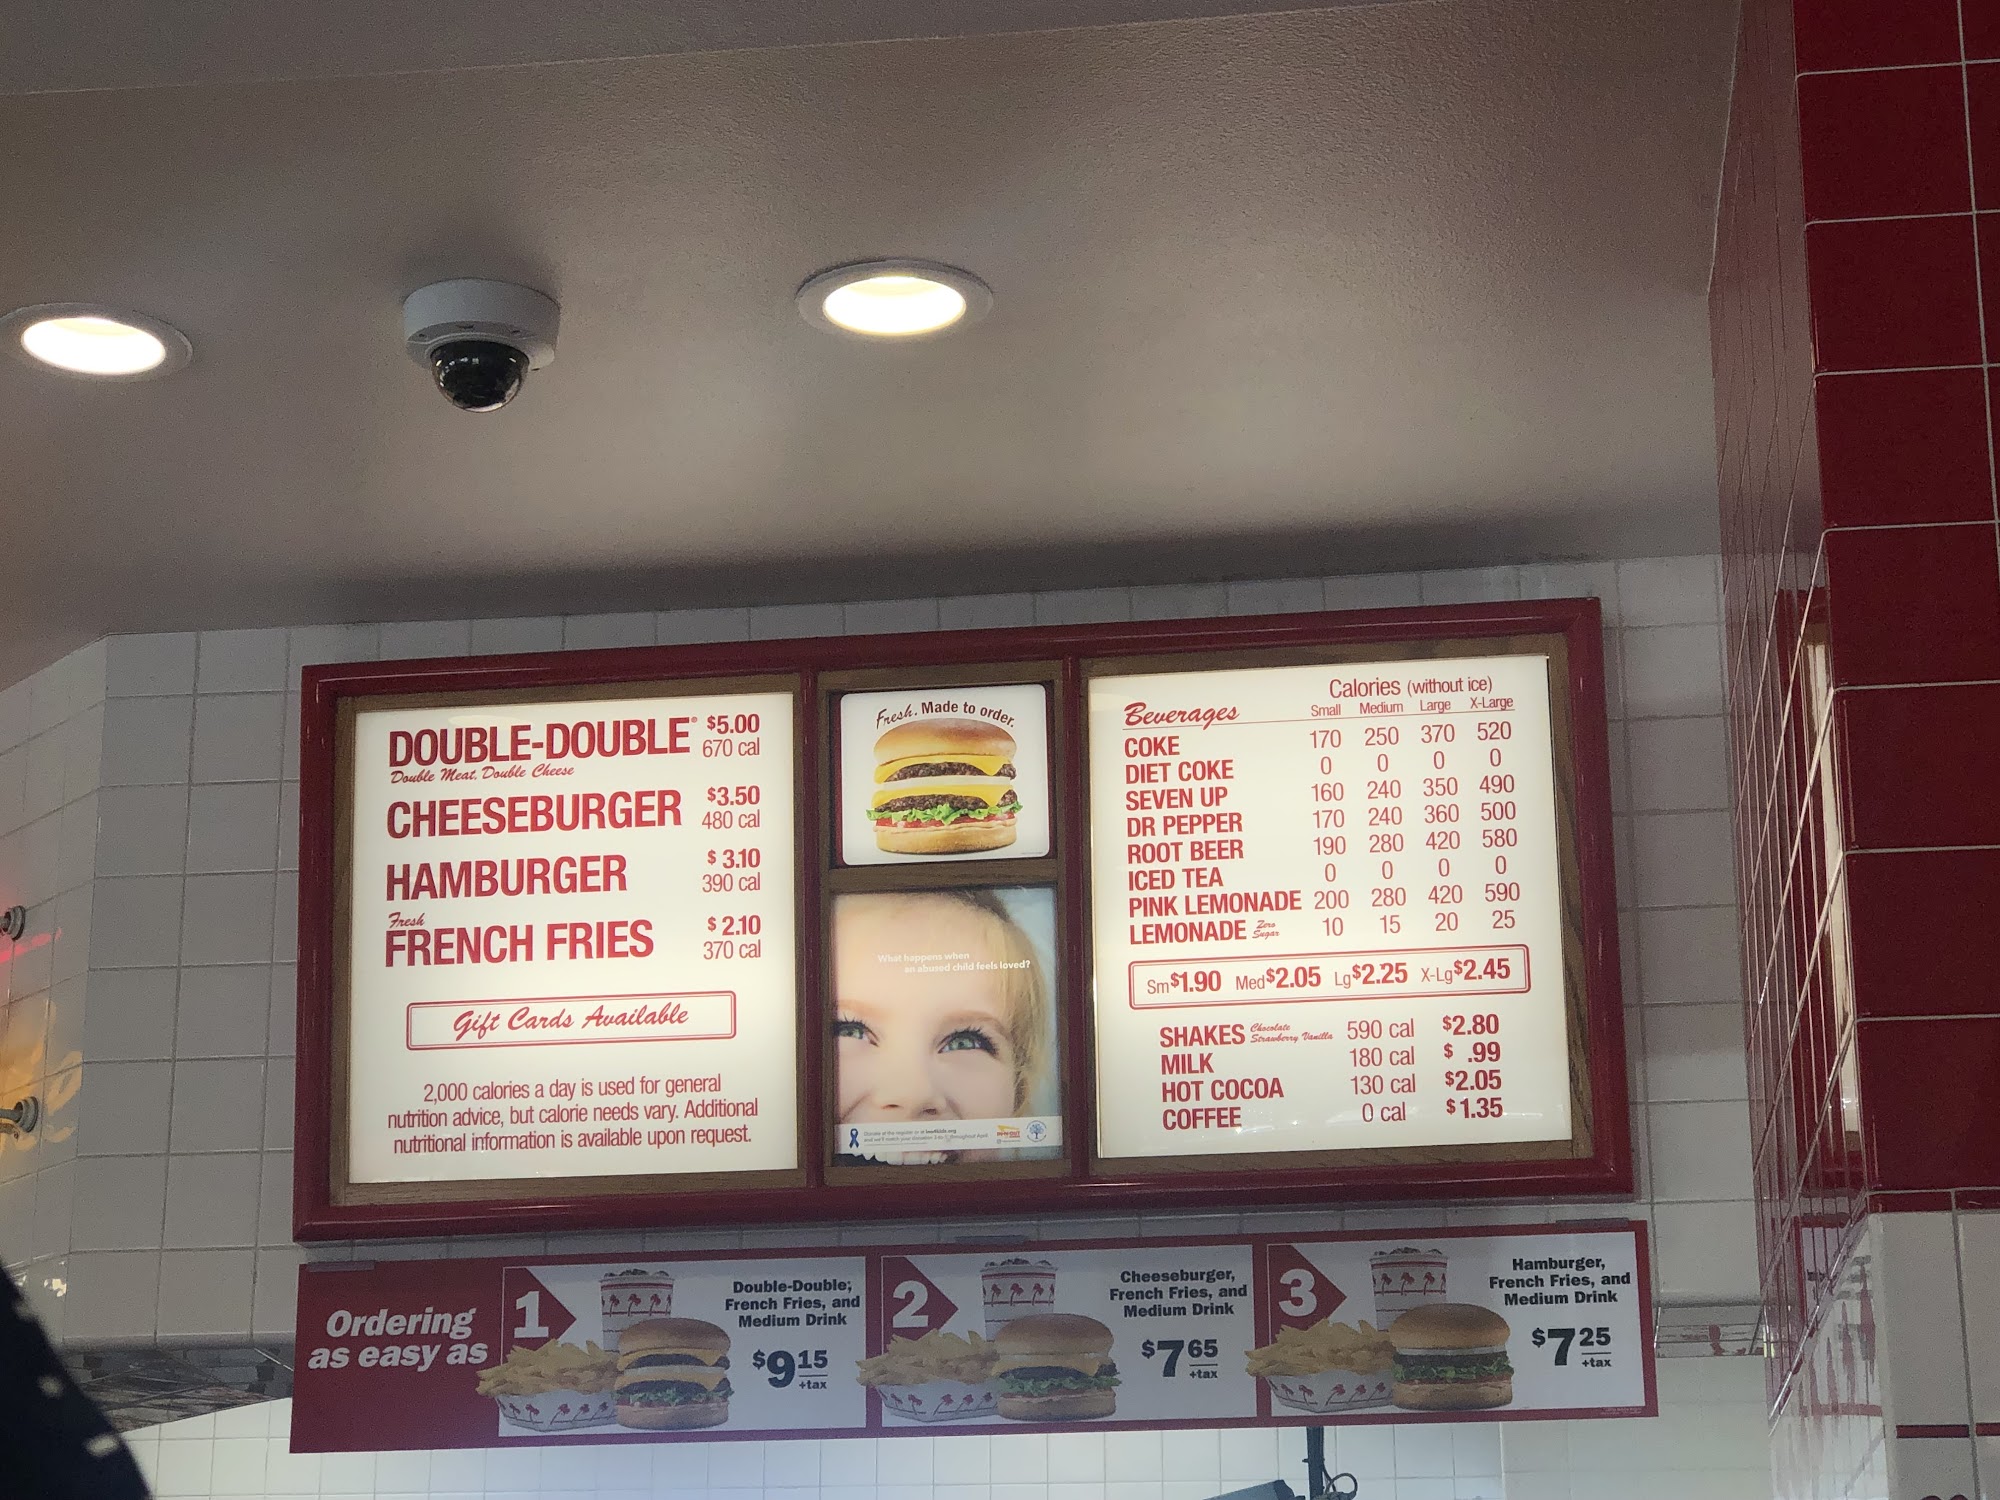 DOUBLE-DOUBLE® $5.00
Double Meat, Double Cheese 670 cal
CHEESEBURGER $3.50
480 cal
HAMBURGER $3.10
390 cal
Fresh
FRENCH FRIES $2.10
370 cal
Gift Cards Available
2,000 calories a day is used for general
nutrition advice, but calorie needs vary. Additional
nutritional information is available upon request.
Fresh. Made to order.
What happens when
an abused child feels loved?
Beverages
Calories (without ice)
Small Medium Large X-Large
COKE 170 250 370 520
DIET COKE 0 0 0 0
SEVEN UP 160 240 350 490
DR PEPPER 170 240 360 500
ROOT BEER 190 280 420 580
ICED TEA 0 0 0 0
PINK LEMONADE 200 280 420 590
LEMONADE Zero Sugar 10 15 20 25
Sm $1.90 Med $2.05 Lg $2.25 X-Lg $2.45
SHAKES Chocolate Strawberry Vanilla 590 cal $2.80
MILK 180 cal $ .99
HOT COCOA 130 cal $2.05
COFFEE 0 cal $1.35
Ordering
as easy as
1
Double-Double,
French Fries, and
Medium Drink
$9 15
+tax
2
Cheeseburger,
French Fries, and
Medium Drink
$7 65
+tax
3
Hamburger,
French Fries, and
Medium Drink
$7 25
+tax